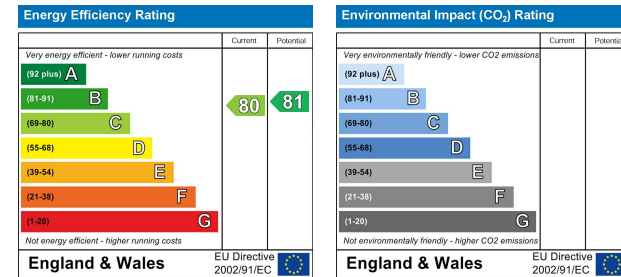 Energy Efficiency Rating
Current Potential
Very energy efficient - lower running costs
(92 plus) A
(81-91) B
(69-80) C
(55-68) D
(39-54) E
(21-38) F
(1-20) G
80
81
Not energy efficient - higher running costs
England & Wales
EU Directive
2002/91/EC
Environmental Impact (CO₂) Rating
Current Potentia
Very environmentally friendly - lower CO2 emissions
(92 plus) A
(81-91) B
(69-80) C
(55-68) D
(39-54) E
(21-38) F
(1-20) G
Not environmentally friendly - higher CO2 emissions
England & Wales
EU Directive
2002/91/EC